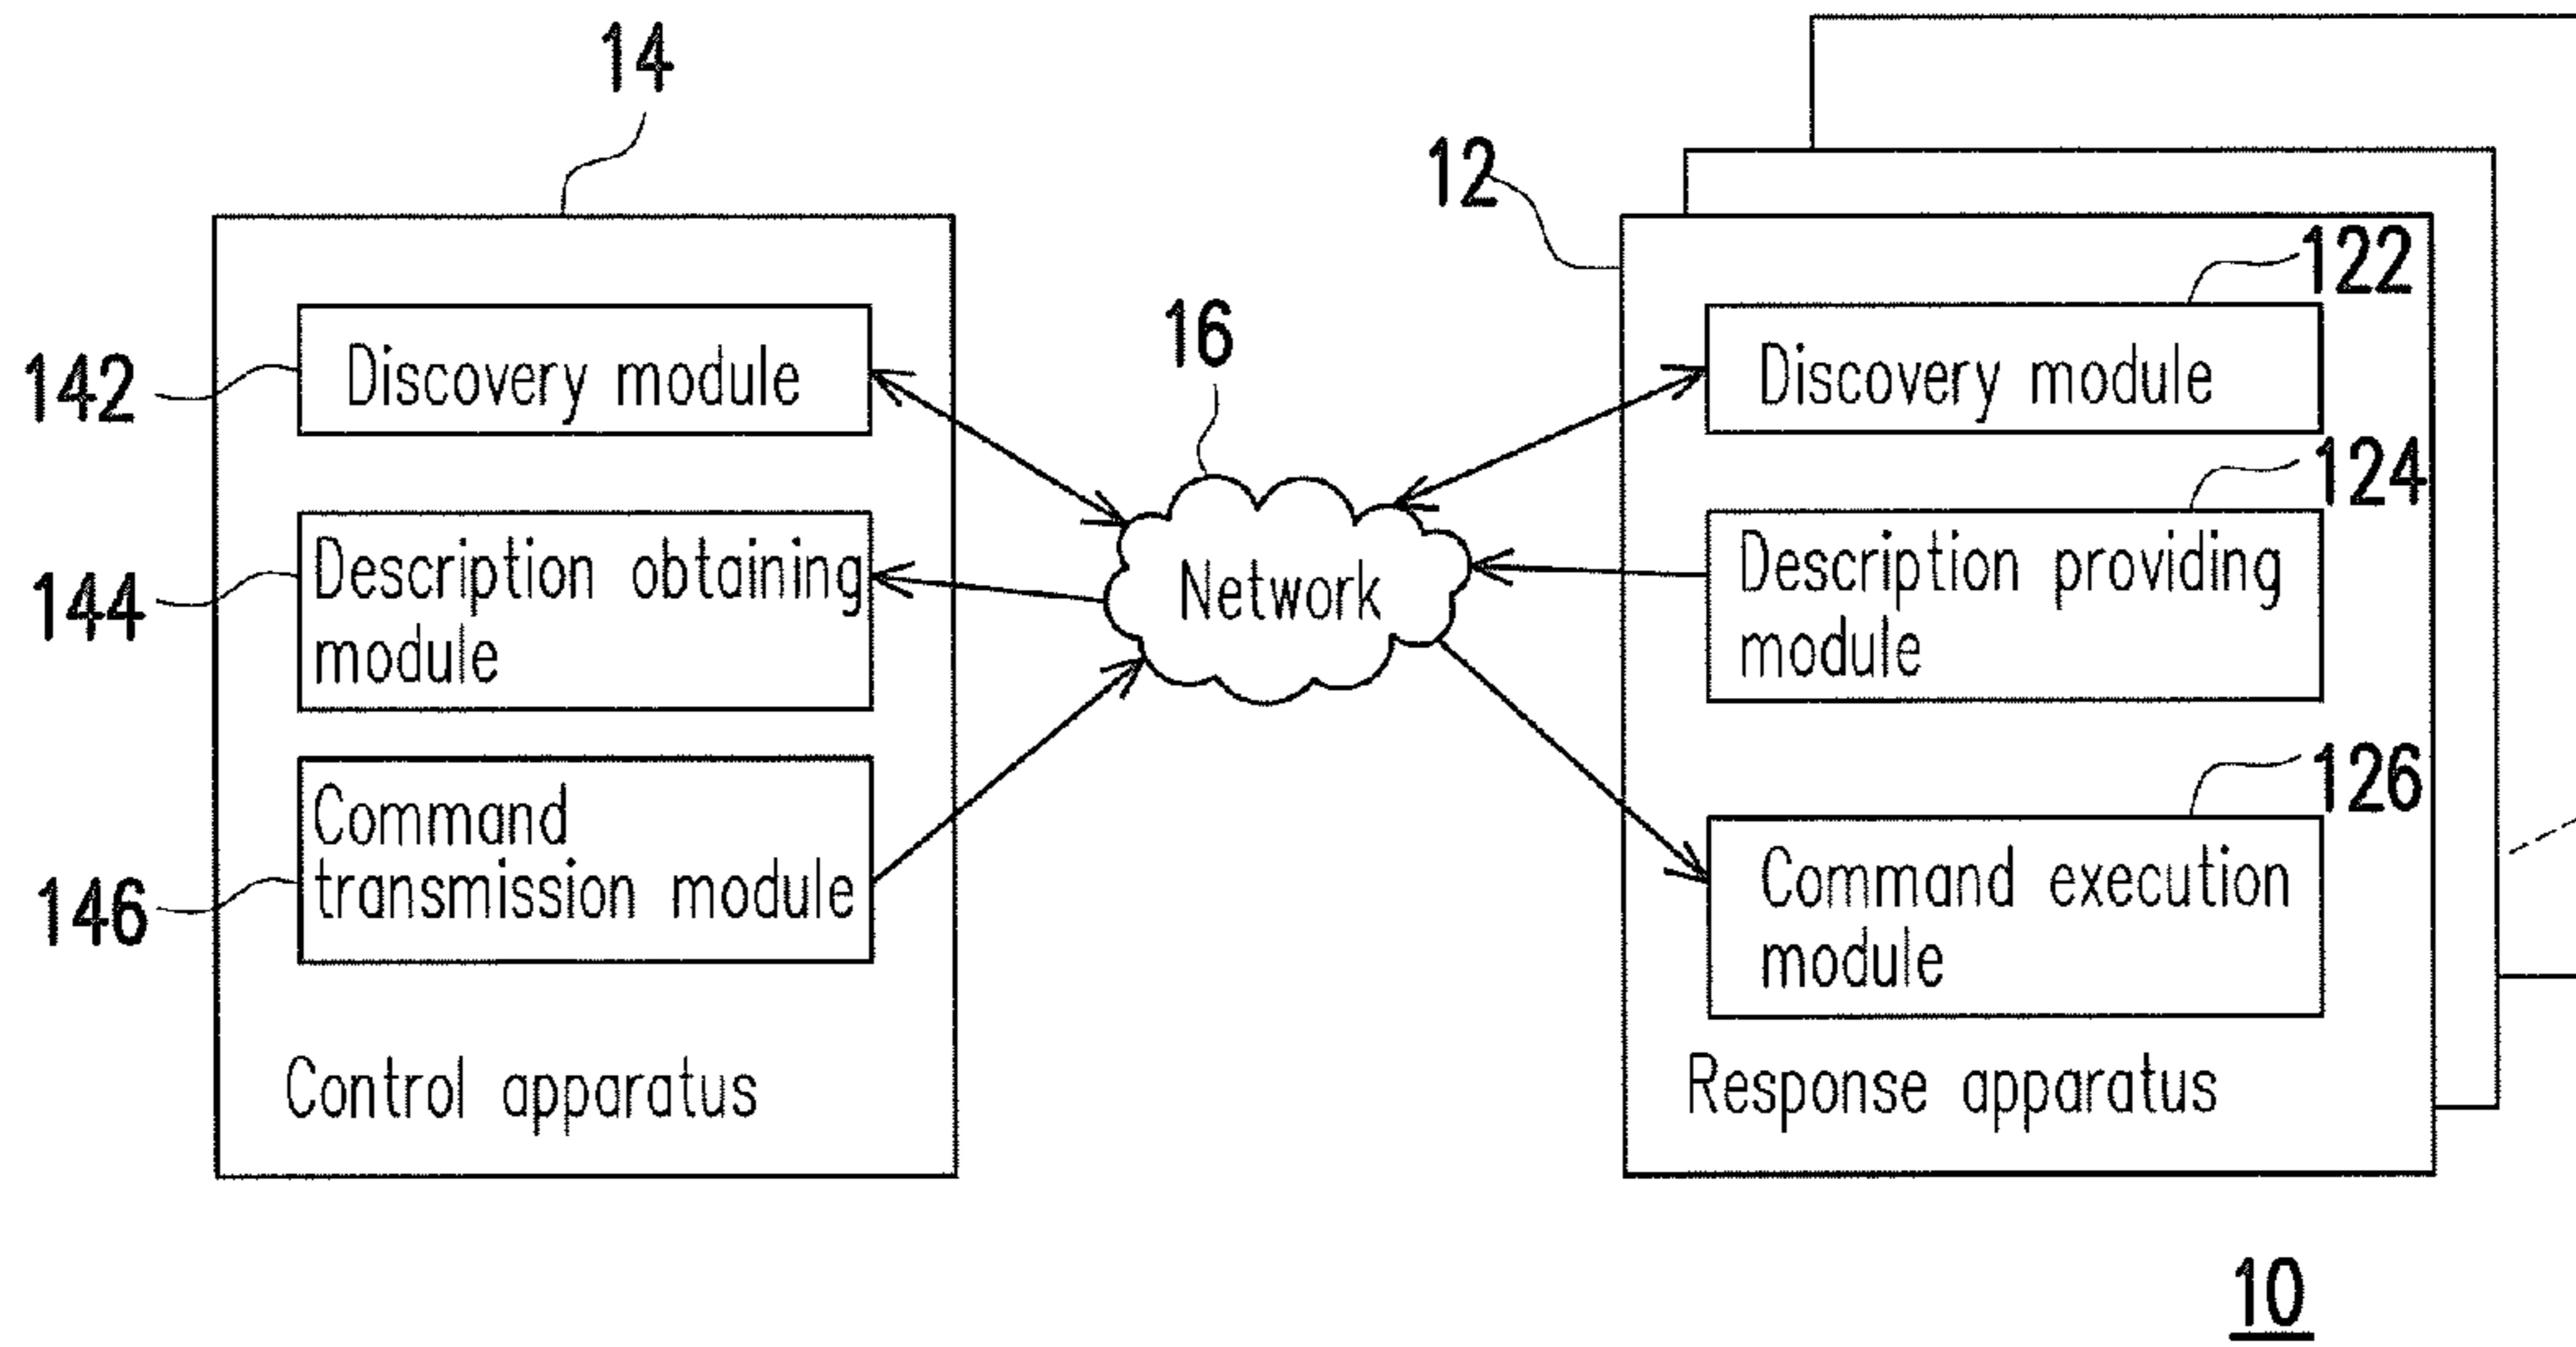 14
12
122
16
142
Discovery module
Discovery module
124
144
Description obtaining
module
Network
Description providing
module
126
146
Command
transmission module
Command execution
module
Control apparatus
Response apparatus
10